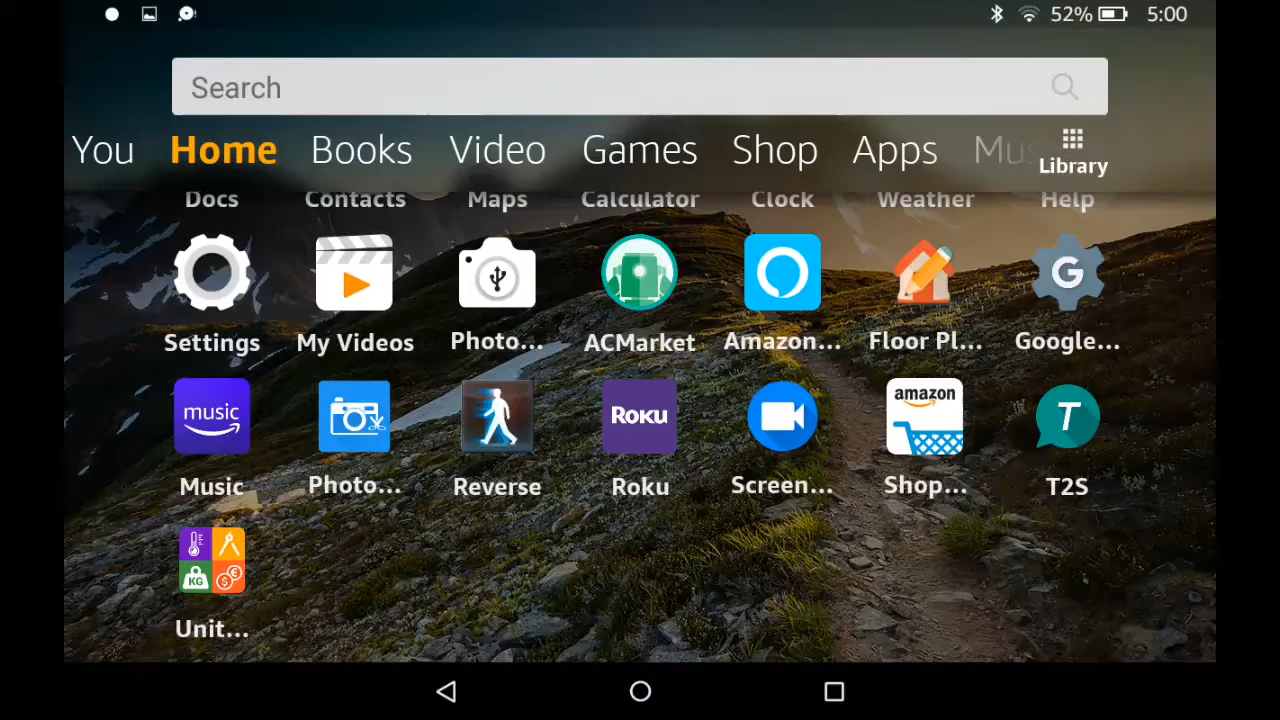 52% 5:00
Search
You Home Books Video Games Shop Apps Mus
Library
Docs Contacts Maps Calculator Clock Weather Help
G
Settings My Videos Photo... ACMarket Amazon... Floor Pl... Google...
music Roku amazon T
Music Photo... Reverse Roku Screen... Shop... T2S
KG $ €
Unit...